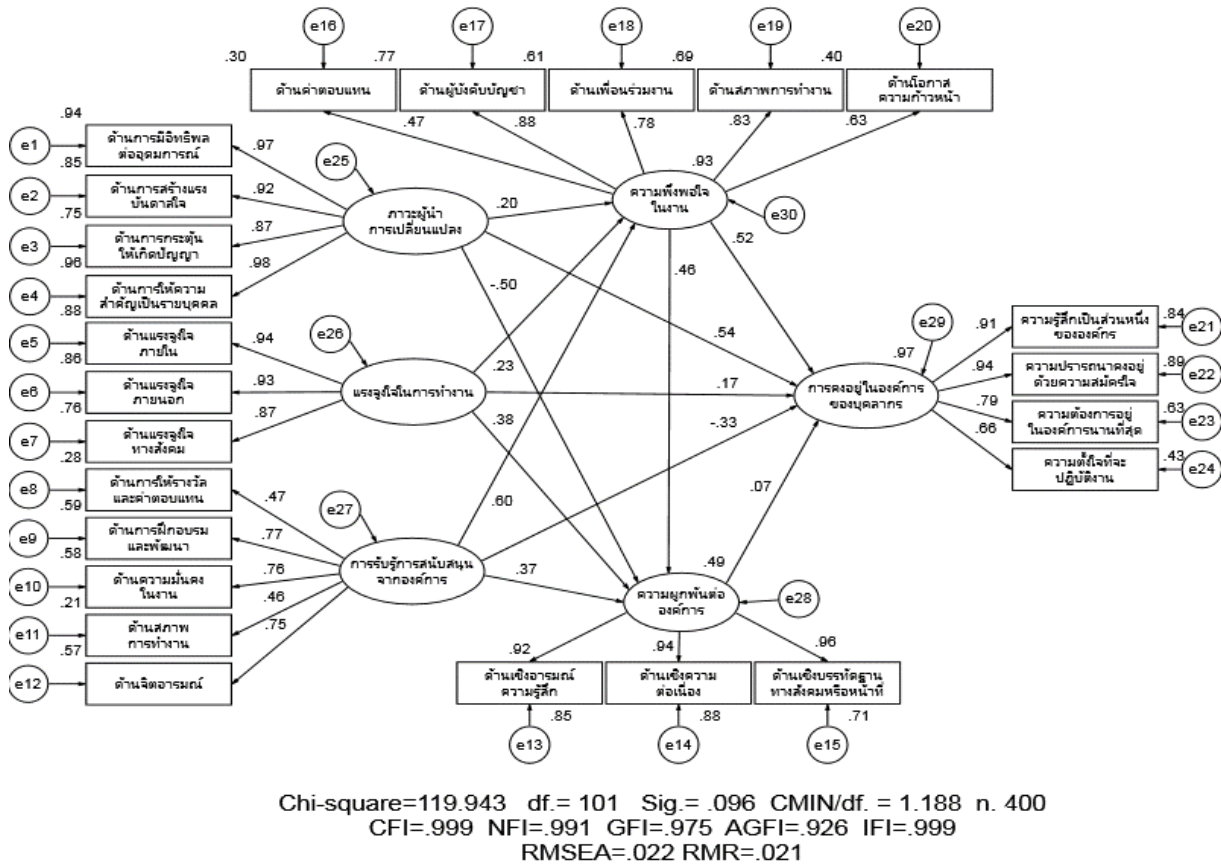 e16
e17
e18
e19
e20
.30
.77
.61
.69
.40
ด้านค่าตอบแทน
ด้านผู้บังคับบัญชา
ด้านเพื่อนร่วมงาน
ด้านสภาพการทำงาน
ด้านโอกาส
ความก้าวหน้า
.47
.88
.78
.83
.63
.94
e1
ด้านการมีอิทธิพล
ต่ออุดมการณ์
.97
.85
e2
ด้านการสร้างแรง
บันดาลใจ
.92
.75
e3
ด้านการกระตุ้น
ให้เกิดปัญญา
.87
.96
e4
ด้านการให้ความ
สำคัญเป็นรายบุคคล
.98
.88
e25
ภาวะผู้นำ
การเปลี่ยนแปลง
.20
.93
ความพึงพอใจ
ในงาน
e30
.52
.46
-.50
.54
e5
ด้านแรงจูงใจ
ภายใน
.94
.86
e6
ด้านแรงจูงใจ
ภายนอก
.93
.76
e7
ด้านแรงจูงใจ
ทางสังคม
.87
.28
e26
แรงจูงใจในการทำงาน
.23
.17
.38
-.33
e29
.97
การคงอยู่ในองค์การ
ของบุคลากร
.91
ความรู้สึกเป็นส่วนหนึ่ง
ขององค์กร
.84
e21
.94
ความปรารถนาคงอยู่
ด้วยความสมัครใจ
.89
e22
.79
ความต้องการอยู่
ในองค์การนานที่สุด
.63
e23
.66
ความตั้งใจที่จะ
ปฏิบัติงาน
.43
e24
e8
ด้านการให้รางวัล
และค่าตอบแทน
.47
.59
e9
ด้านการฝึกอบรม
และพัฒนา
.77
.58
e10
ด้านความมั่นคง
ในงาน
.76
.21
e11
ด้านสภาพ
การทำงาน
.46
.57
e12
ด้านจิตอารมณ์
.75
e27
การรับรู้การสนับสนุน
จากองค์การ
.60
.37
.07
.49
ความผูกพันต่อ
องค์การ
e28
.92
.94
.96
ด้านเชิงอารมณ์
ความรู้สึก
ด้านเชิงความ
ต่อเนื่อง
ด้านเชิงบรรทัดฐาน
ทางสังคมหรือหน้าที่
.85
.88
.71
e13
e14
e15
Chi-square=119.943 df.= 101 Sig.= .096 CMIN/df. = 1.188 n. 400
CFI=.999 NFI=.991 GFI=.975 AGFI=.926 IFI=.999
RMSEA=.022 RMR=.021